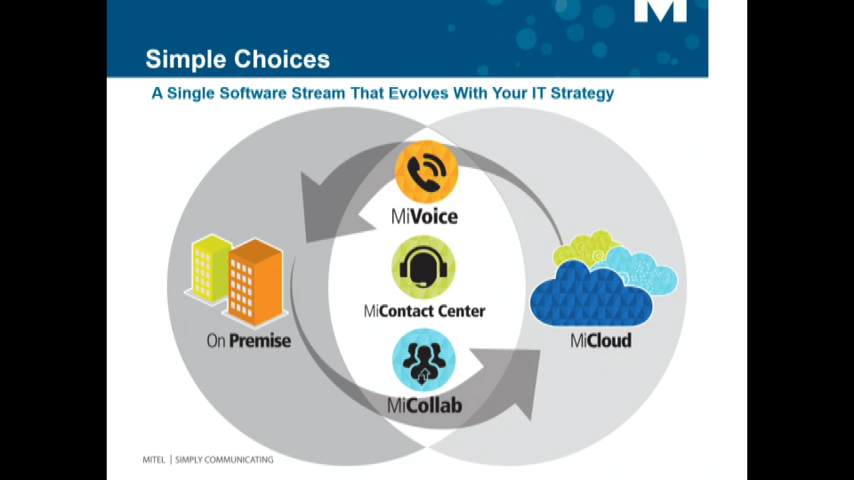 M
Simple Choices
A Single Software Stream That Evolves With Your IT Strategy
MiVoice
MiContact Center
On Premise
MiCloud
MiCollab
MITEL | SIMPLY COMMUNICATING